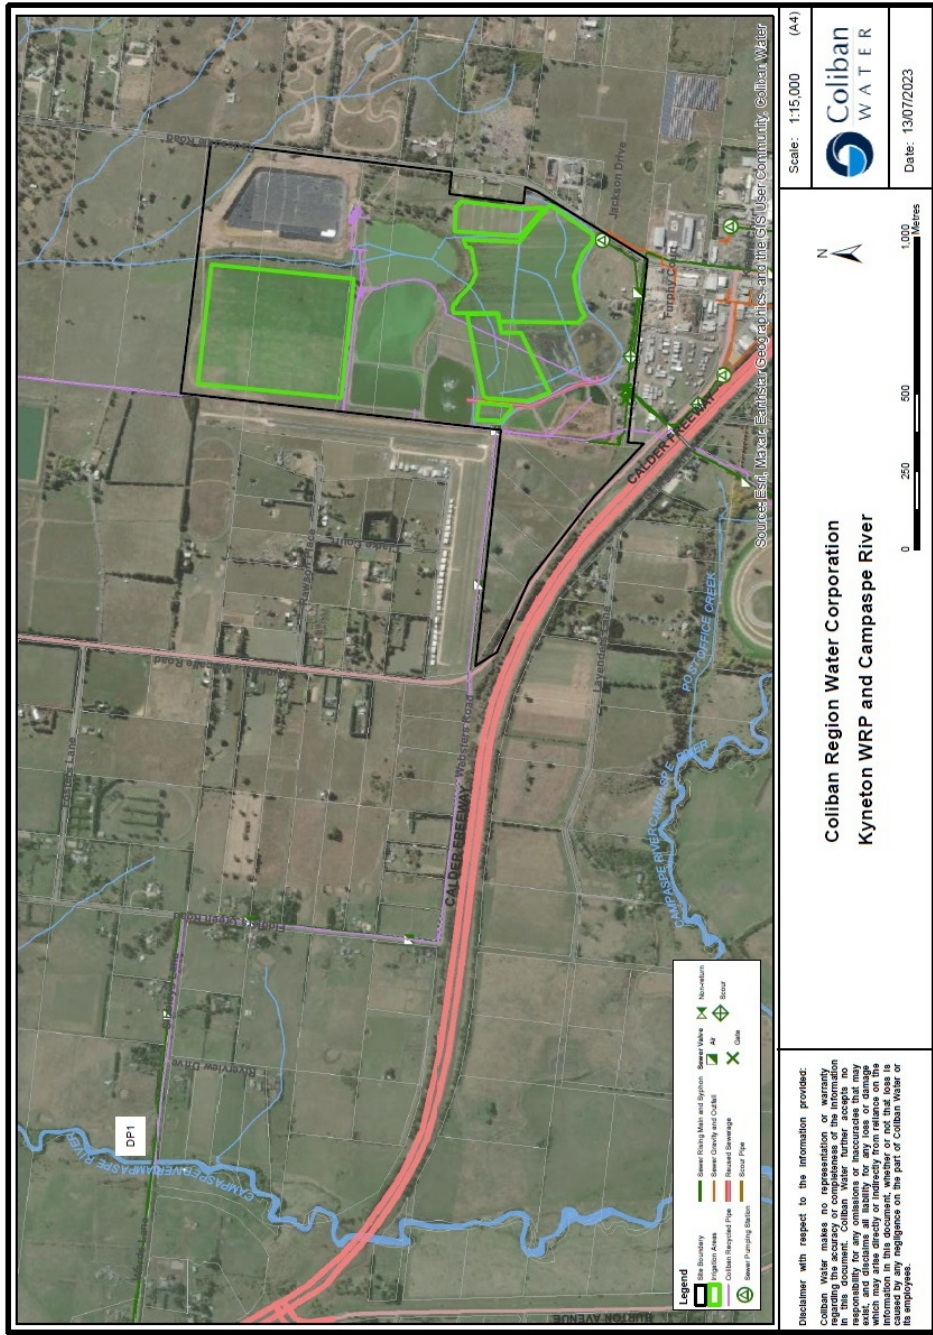 Edgecombe Road
Jackson Drive
Turphy Court
CALDER FREEWAY
Source: Esri, Maxar, Earthstar Geographics, and the GIS User Community, Coliban Water
POST OFFICE CREEK
Websters Road
CALDER FREEWAY
CAMPASPE RIVER
CAMPASPE RIVER
Riverview Drive
CAMPASPE RIVER
DP1
BURTON AVENUE
Legend
Site Boundary
Irrigation Areas
Coliban Recycled Pipe
Sewer Pumping Station
Sewer Rising Main and Syphon
Sewer Gravity and Outfall
Reused Sewerage
Scour Pipe
Sewer Valve
Air
Gate
Non-return
Scour
Disclaimer with respect to the information provided:
Coliban Water makes no representation or warranty
regarding the accuracy or completeness of the information
in this document. Coliban Water further accepts no
responsibility for any omissions or inaccuracies that may
exist, and disclaims all liability for any loss or damage
which may arise directly or indirectly from reliance on the
information in this document, whether or not that loss is
caused by any negligence on the part of Coliban Water or
its employees.
Coliban Region Water Corporation
Kyneton WRP and Campaspe River
N
0 250 500 1,000
Metres
Scale: 1:15,000 (A4)
Coliban
WATER
Date: 13/07/2023